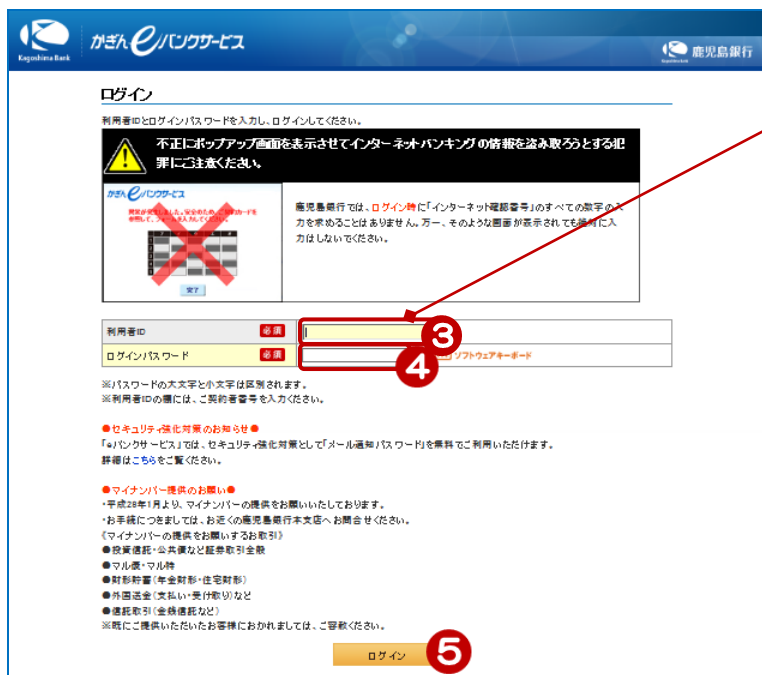 Kagoshima Bank
かぎんeバンクサービス
鹿児島銀行
ログイン
利用者IDとログインパスワードを入力し、ログインしてください。
不正にポップアップ画面を表示させてインターネットバンキングの情報を盗み取ろうとする犯
罪にご注意ください。
かぎんeバンクサービス
完了
鹿児島銀行では、ログイン時に「インターネット確認番号」のすべての数字の入
力を求めることはありません。万一、そのような画面が表示されても絶対に入
力はしないでください。
利用者ID 必須 3
ログインパスワード 必須 4 ソフトウェアキーボード
※パスワードの大文字と小文字は区別されます。
※利用者IDの欄には、ご契約者番号を入力ください。
●セキュリティ強化対策のお知らせ●
「eバンクサービス」では、セキュリティ強化対策として「メール通知パスワード」を無料でご利用いただけます。
詳細はこちらをご覧ください。
●マイナンバー提供のお願い●
・平成28年1月より、マイナンバーの提供をお願いいたしております。
・お手続につきましては、お近くの鹿児島銀行本支店へお問合せください。
《マイナンバーの提供をお願いするお取引》
●投資信託・公共債など証券取引全般
●マル優・マル特
●財形貯蓄(年金財形・住宅財形)
●外国送金(支払い・受け取り)など
●信託取引(金銭信託など)
※既にご提供いただいたお客様におかれましては、ご容赦ください。
ログイン 5